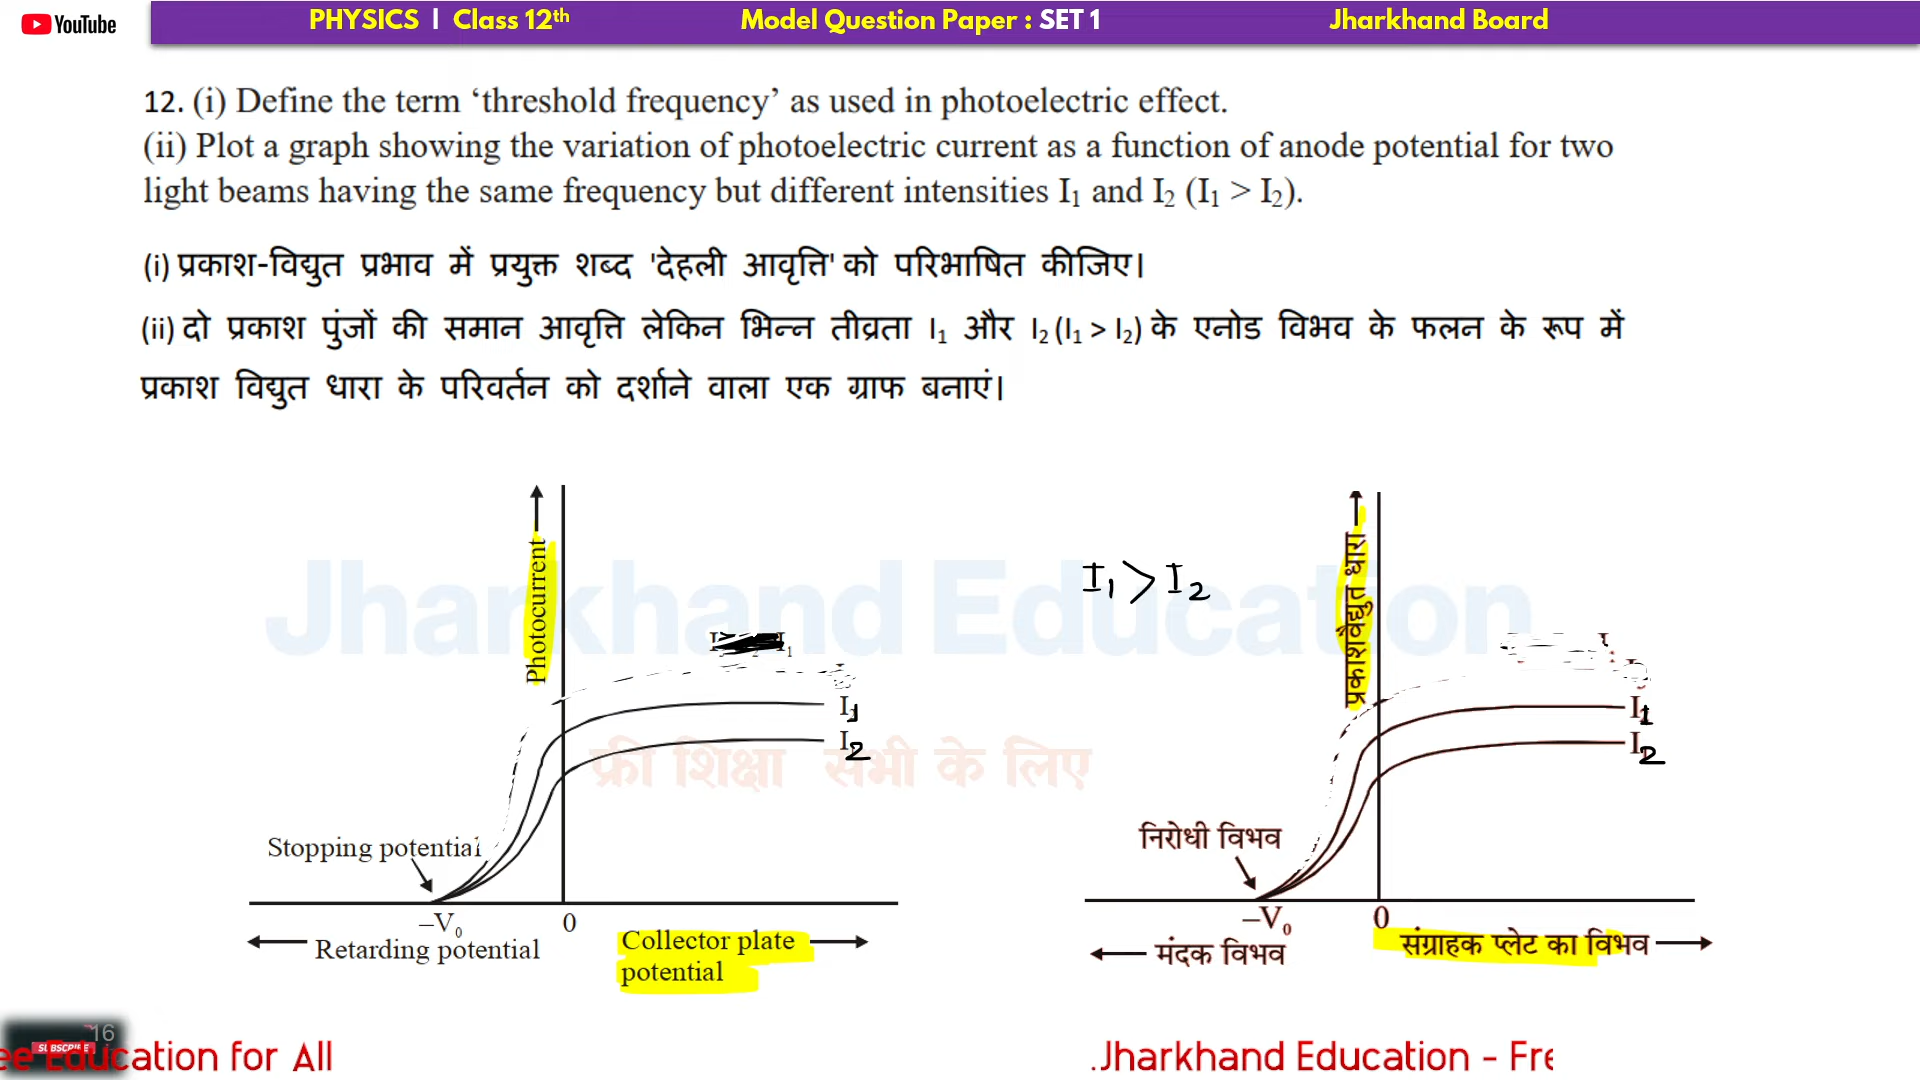 YouTube
PHYSICS | Class 12th Model Question Paper : SET 1 Jharkhand Board
12. (i) Define the term ‘threshold frequency’ as used in photoelectric effect.
(ii) Plot a graph showing the variation of photoelectric current as a function of anode potential for two
light beams having the same frequency but different intensities I₁ and I₂ (I₁ > I₂).
(i) प्रकाश-विद्युत प्रभाव में प्रयुक्त शब्द 'देहली आवृत्ति' को परिभाषित कीजिए।
(ii) दो प्रकाश पुंजों की समान आवृत्ति लेकिन भिन्न तीव्रता I₁ और I₂ (I₁ > I₂) के एनोड विभव के फलन के रूप में
प्रकाश विद्युत धारा के परिवर्तन को दर्शाने वाला एक ग्राफ बनाएं।
Jharkhand Education
फ्री शिक्षा सभी के लिए
Photocurrent
I₁
I₂
Stopping potential
–V₀ 0
Retarding potential
Collector plate
potential
I₁ > I₂
प्रकाशवैद्युत धारा
I₁
I₂
निरोधी विभव
–V₀ 0
मंदक विभव
संग्राहक प्लेट का विभव
16
SUBSCRIBE
ee Education for All
.Jharkhand Education - Fre